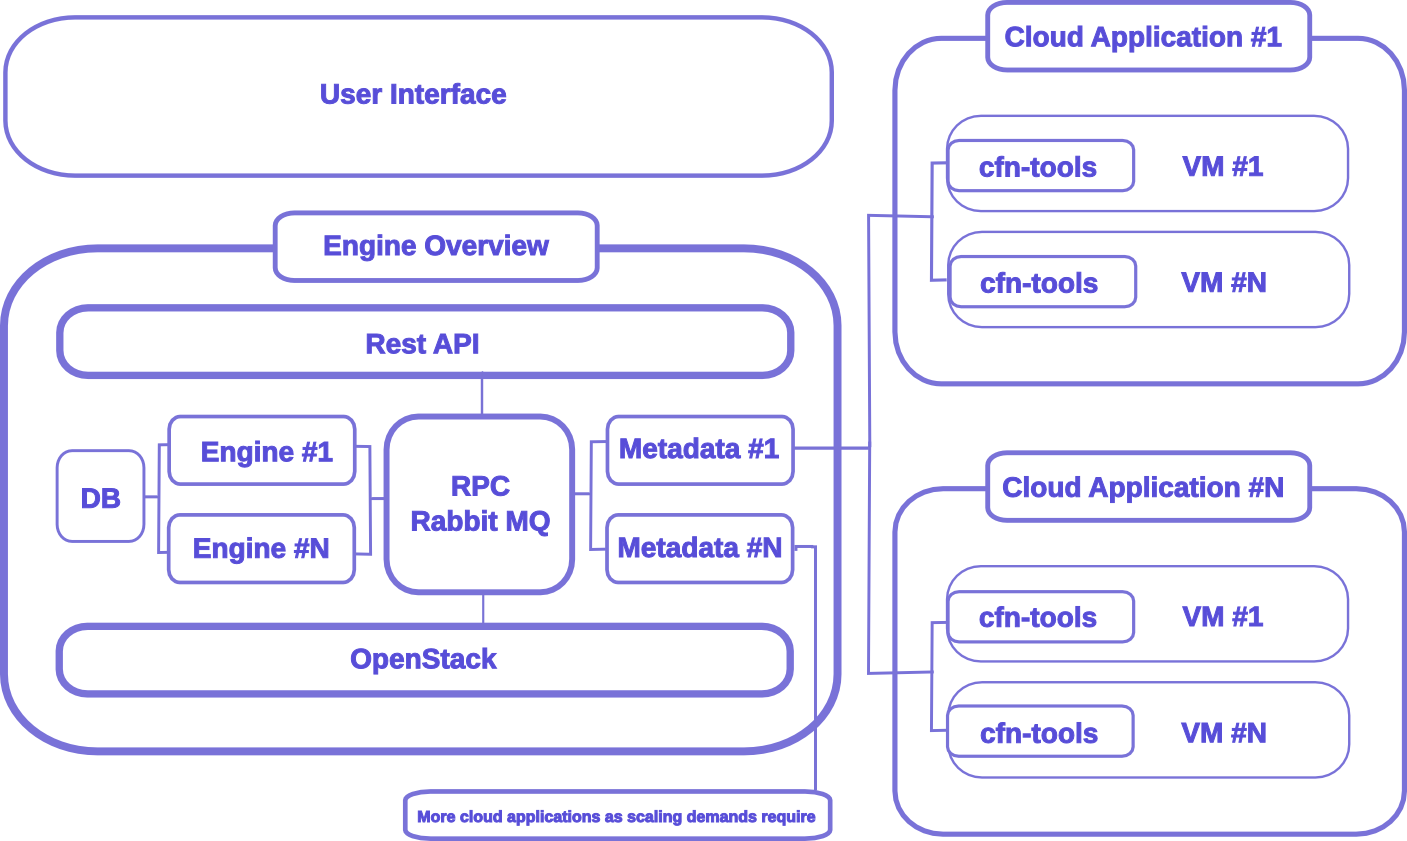 User Interface
Engine Overview
Rest API
DB
Engine #1
Engine #N
RPC
Rabbit MQ
Metadata #1
Metadata #N
OpenStack
More cloud applications as scaling demands require
Cloud Application #1
cfn-tools
VM #1
cfn-tools
VM #N
Cloud Application #N
cfn-tools
VM #1
cfn-tools
VM #N